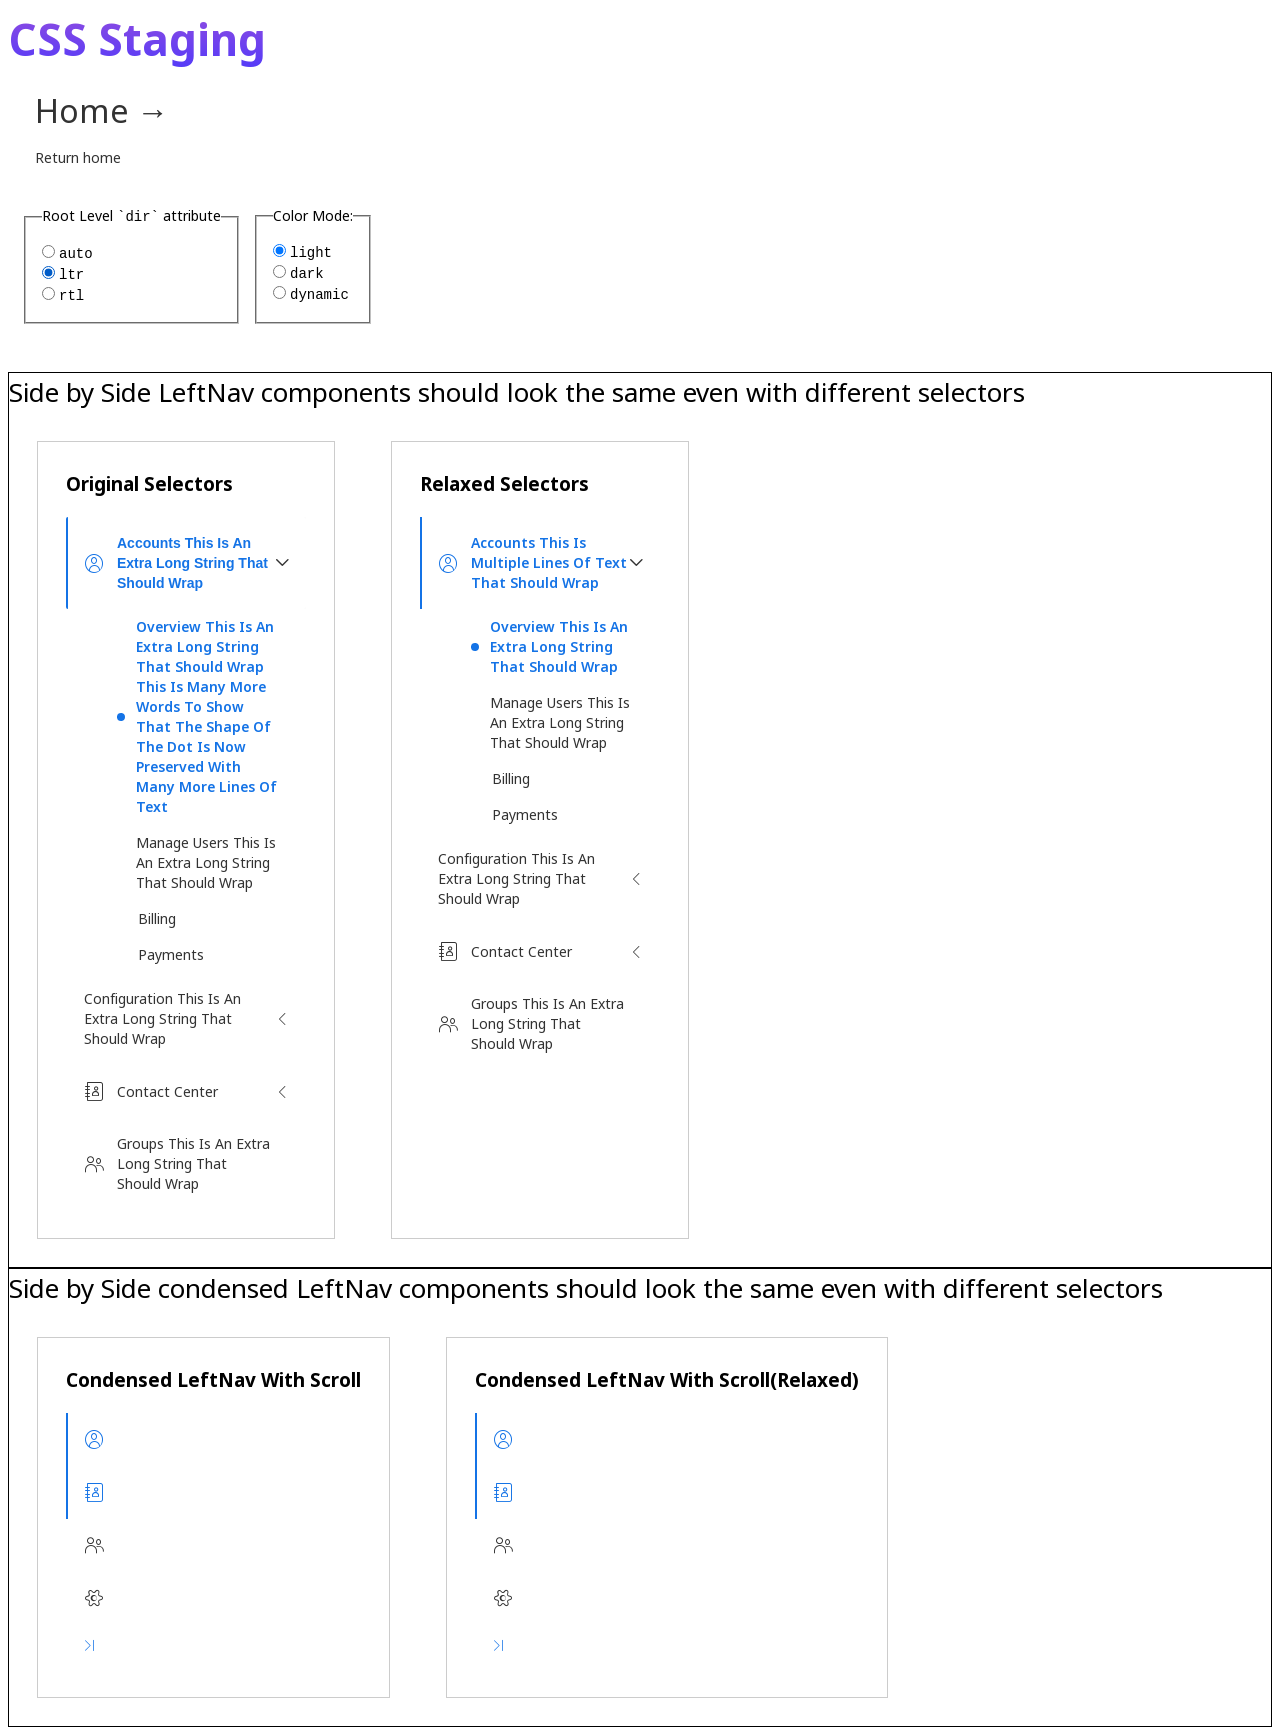 CSS Staging
Home →
Return home
Root Level `dir` attribute
auto
ltr
rtl
Color Mode:
light
dark
dynamic
Side by Side LeftNav components should look the same even with different selectors
Original Selectors
Accounts This Is An
Extra Long String That
Should Wrap
Overview This Is An
Extra Long String
That Should Wrap
This Is Many More
Words To Show
That The Shape Of
The Dot Is Now
Preserved With
Many More Lines Of
Text
Manage Users This Is
An Extra Long String
That Should Wrap
Billing
Payments
Configuration This Is An
Extra Long String That
Should Wrap
Contact Center
Groups This Is An Extra
Long String That
Should Wrap
Relaxed Selectors
Accounts This Is
Multiple Lines Of Text
That Should Wrap
Overview This Is An
Extra Long String
That Should Wrap
Manage Users This Is
An Extra Long String
That Should Wrap
Billing
Payments
Configuration This Is An
Extra Long String That
Should Wrap
Contact Center
Groups This Is An Extra
Long String That
Should Wrap
Side by Side condensed LeftNav components should look the same even with different selectors
Condensed LeftNav With Scroll
Condensed LeftNav With Scroll(Relaxed)